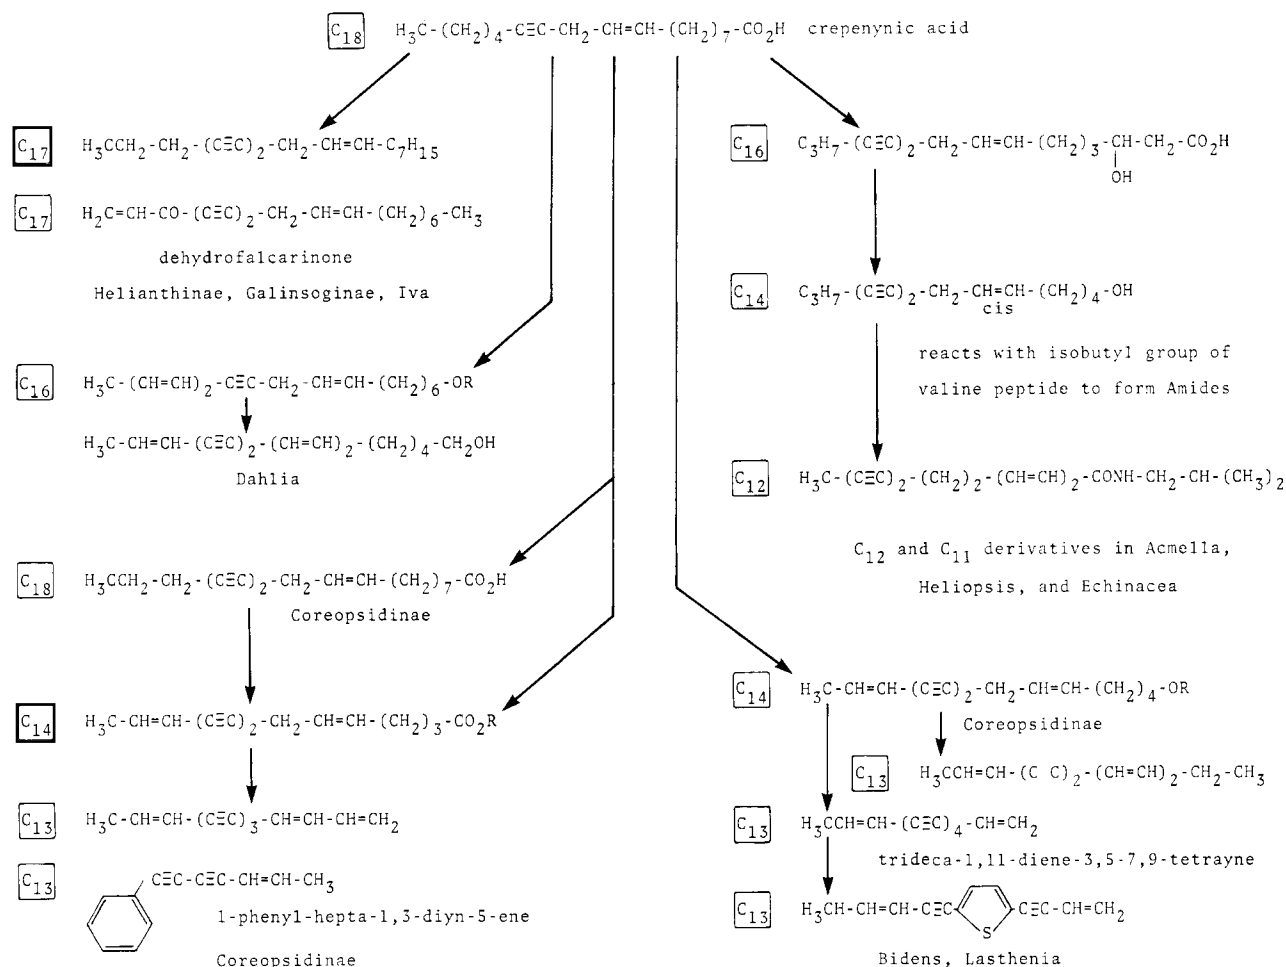 C18 H3C-(CH2)4-C≡C-CH2-CH=CH-(CH2)7-CO2H crepenynic acid
C17 H3CCH2-CH2-(C≡C)2-CH2-CH=CH-C7H15
C17 H2C=CH-CO-(C≡C)2-CH2-CH=CH-(CH2)6-CH3
dehydrofalcarinone
Helianthinae, Galinsoginae, Iva
C16 H3C-(CH=CH)2-C≡C-CH2-CH=CH-(CH2)6-OR
H3C-CH=CH-(C≡C)2-(CH=CH)2-(CH2)4-CH2OH
Dahlia
C18 H3CCH2-CH2-(C≡C)2-CH2-CH=CH-(CH2)7-CO2H
Coreopsidinae
C14 H3C-CH=CH-(C≡C)2-CH2-CH=CH-(CH2)3-CO2R
C13 H3C-CH=CH-(C≡C)3-CH=CH-CH=CH2
C13 C≡C-C≡C-CH=CH-CH3
1-phenyl-hepta-1,3-diyn-5-ene
Coreopsidinae
C16 C3H7-(C≡C)2-CH2-CH=CH-(CH2)3-CH-CH2-CO2H
OH
C14 C3H7-(C≡C)2-CH2-CH=CH-(CH2)4-OH
cis
reacts with isobutyl group of
valine peptide to form Amides
C12 H3C-(C≡C)2-(CH2)2-(CH=CH)2-CONH-CH2-CH-(CH3)2
C12 and C11 derivatives in Acmella,
Heliopsis, and Echinacea
C14 H3C-CH=CH-(C≡C)2-CH2-CH=CH-(CH2)4-OR
Coreopsidinae
C13 H3CCH=CH-(C C)2-(CH=CH)2-CH2-CH3
C13 H3CCH=CH-(C≡C)4-CH=CH2
trideca-1,11-diene-3,5-7,9-tetrayne
C13 H3CH-CH=CH-C≡C S C≡C-CH=CH2
Bidens, Lasthenia